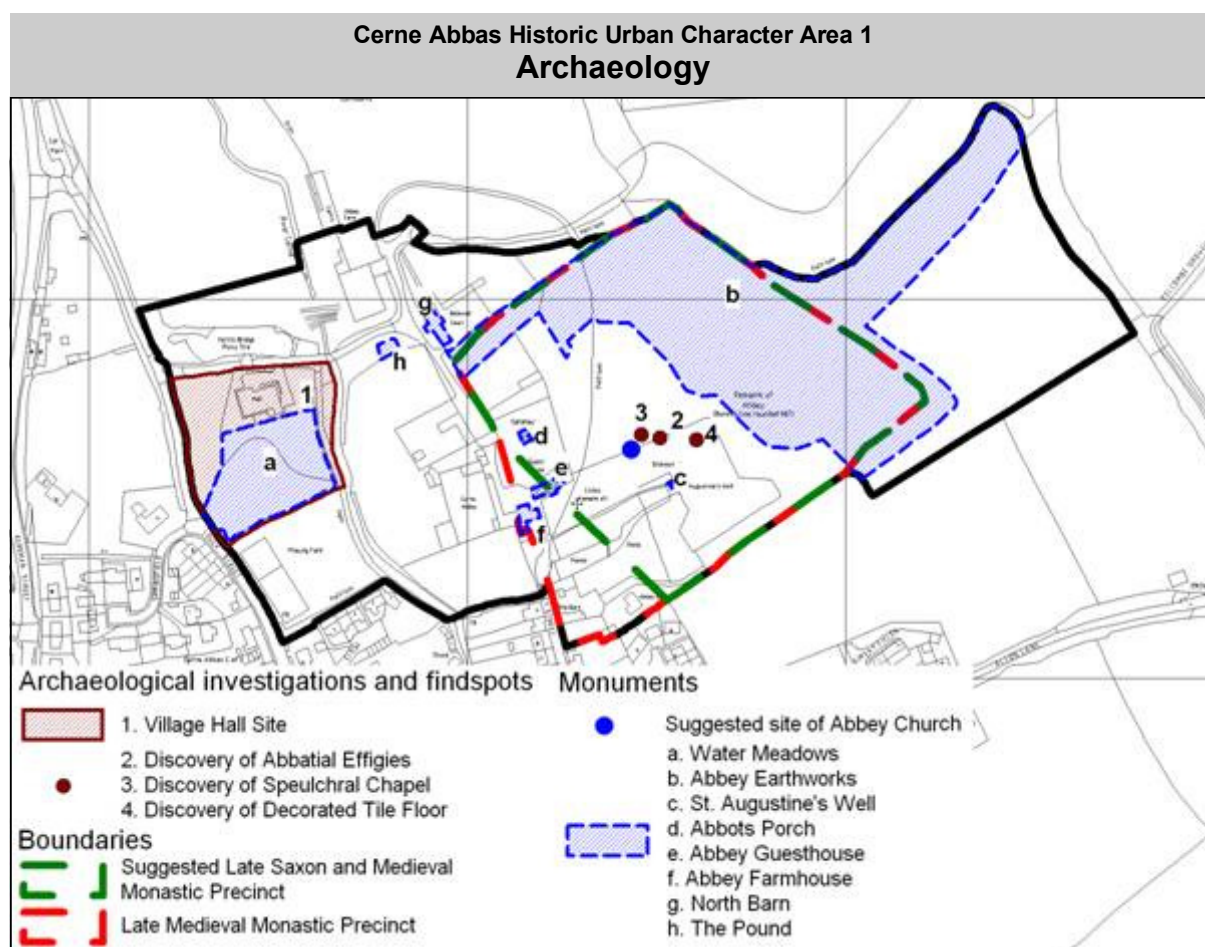 Cerne Abbas Historic Urban Character Area 1
Archaeology
g
b
h
1
3
2
4
d
a
e
c
f
Playing Field
Archaeological investigations and findspots
1. Village Hall Site
2. Discovery of Abbatial Effigies
3. Discovery of Speulchral Chapel
4. Discovery of Decorated Tile Floor
Boundaries
Suggested Late Saxon and Medieval
Monastic Precinct
Late Medieval Monastic Precinct
Monuments
Suggested site of Abbey Church
a. Water Meadows
b. Abbey Earthworks
c. St. Augustine's Well
d. Abbots Porch
e. Abbey Guesthouse
f. Abbey Farmhouse
g. North Barn
h. The Pound